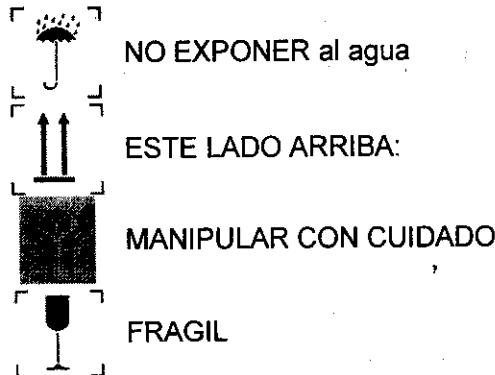 NO EXPONER al agua
ESTE LADO ARRIBA:
MANIPULAR CON CUIDADO
FRAGIL